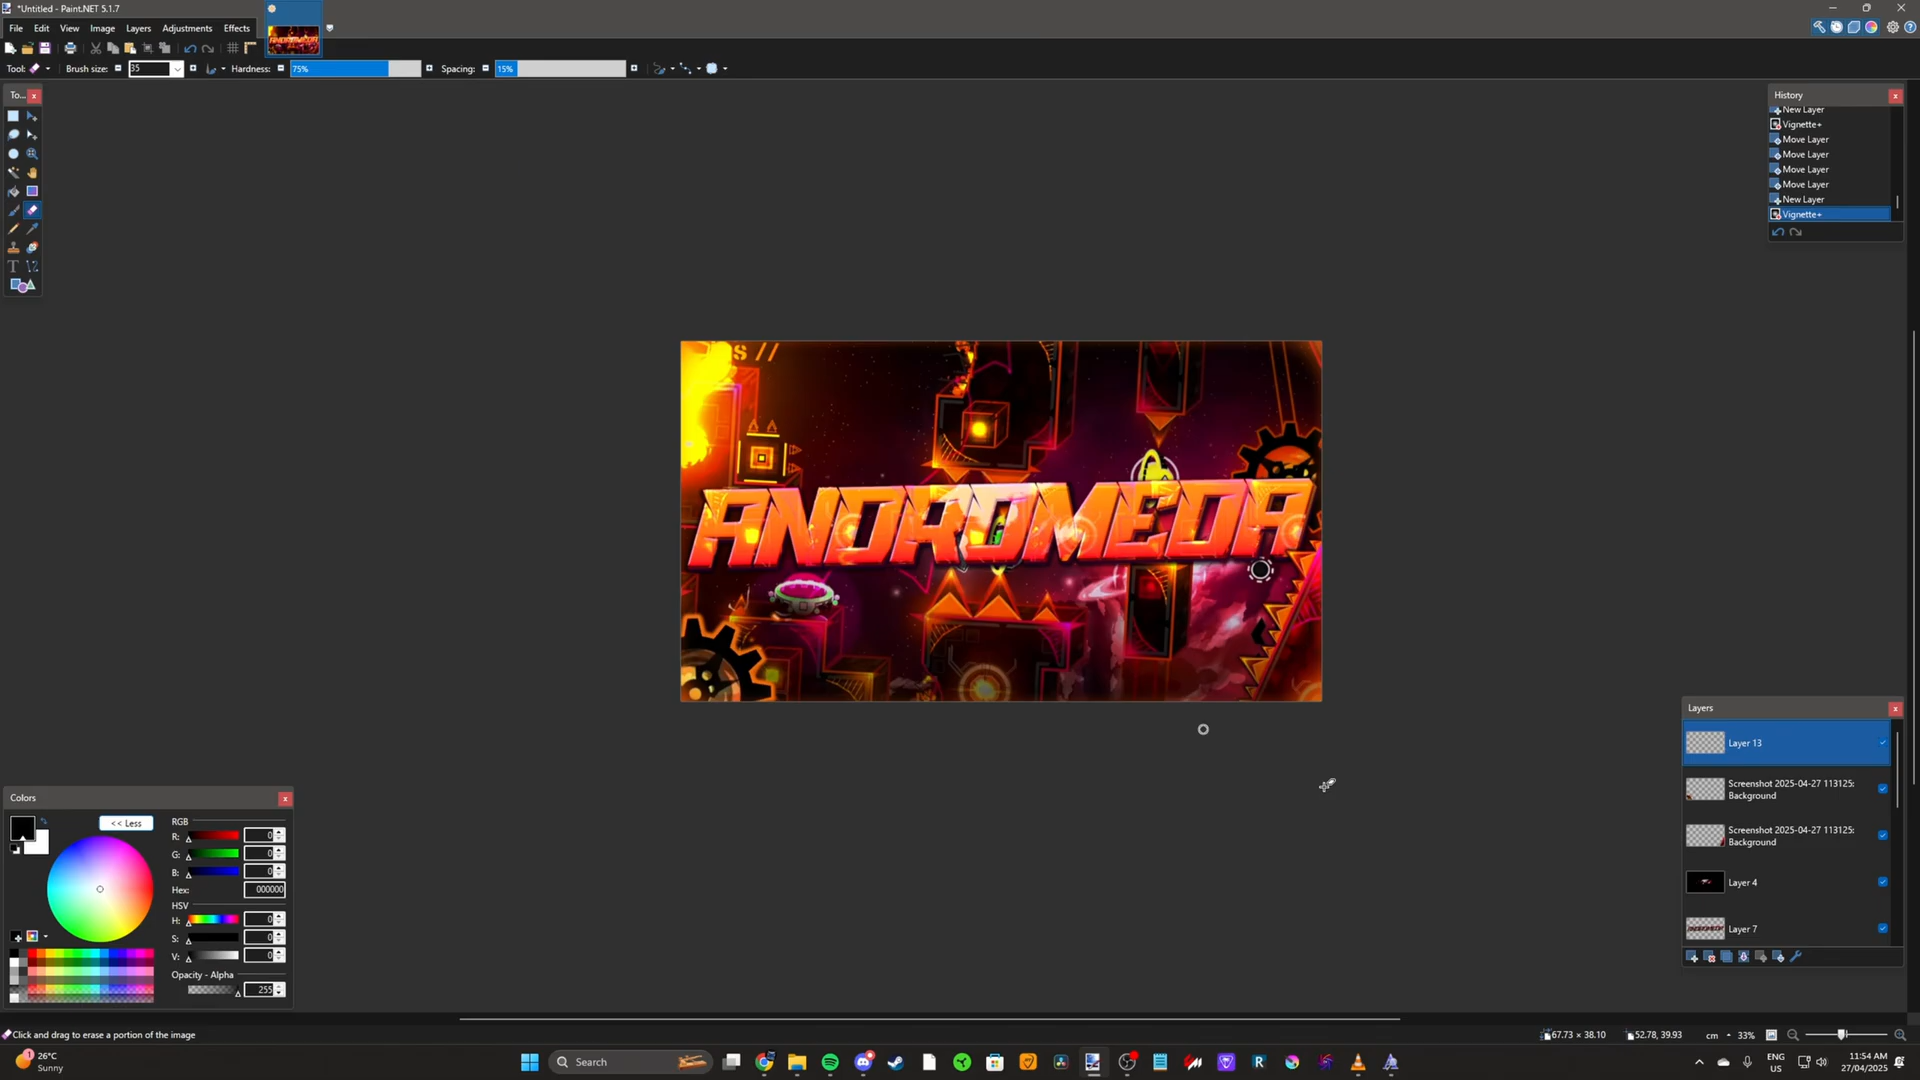 *Untitled - Paint.NET 5.1.7
File Edit View Image Layers Adjustments Effects
Tool: Brush size: 35 Hardness: 75% Spacing: 15%
To...
History
New Layer
Vignette+
Move Layer
Move Layer
Move Layer
Move Layer
New Layer
Vignette+
S //
ANDROMEDA
Layers
Layer 13
Screenshot 2025-04-27 113125:
Background
Screenshot 2025-04-27 113125:
Background
Layer 4
Layer 7
Colors
<< Less
RGB
R: 0
G: 0
B: 0
Hex: 000000
HSV
H: 0
S: 0
V: 0
Opacity - Alpha
255
Click and drag to erase a portion of the image
67.73 × 38.10
52.78, 39.93
cm
33%
1
26°C
Sunny
Search
ENG
US
11:54 AM
27/04/2025